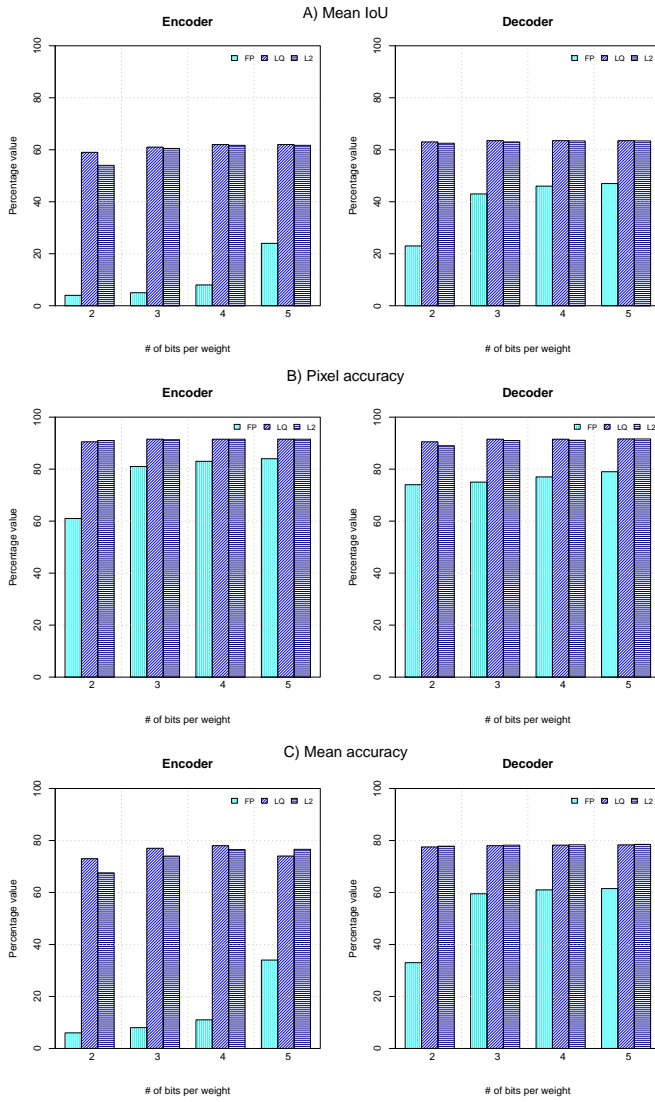 A) Mean IoU
Encoder
Decoder
FP LQ L2
FP LQ L2
Percentage value
0 20 40 60 80 100
Percentage value
0 20 40 60 80 100
2 3 4 5
2 3 4 5
# of bits per weight
# of bits per weight
B) Pixel accuracy
Encoder
Decoder
FP LQ L2
FP LQ L2
Percentage value
0 20 40 60 80 100
Percentage value
0 20 40 60 80 100
2 3 4 5
2 3 4 5
# of bits per weight
# of bits per weight
C) Mean accuracy
Encoder
Decoder
FP LQ L2
FP LQ L2
Percentage value
0 20 40 60 80 100
Percentage value
0 20 40 60 80 100
2 3 4 5
2 3 4 5
# of bits per weight
# of bits per weight